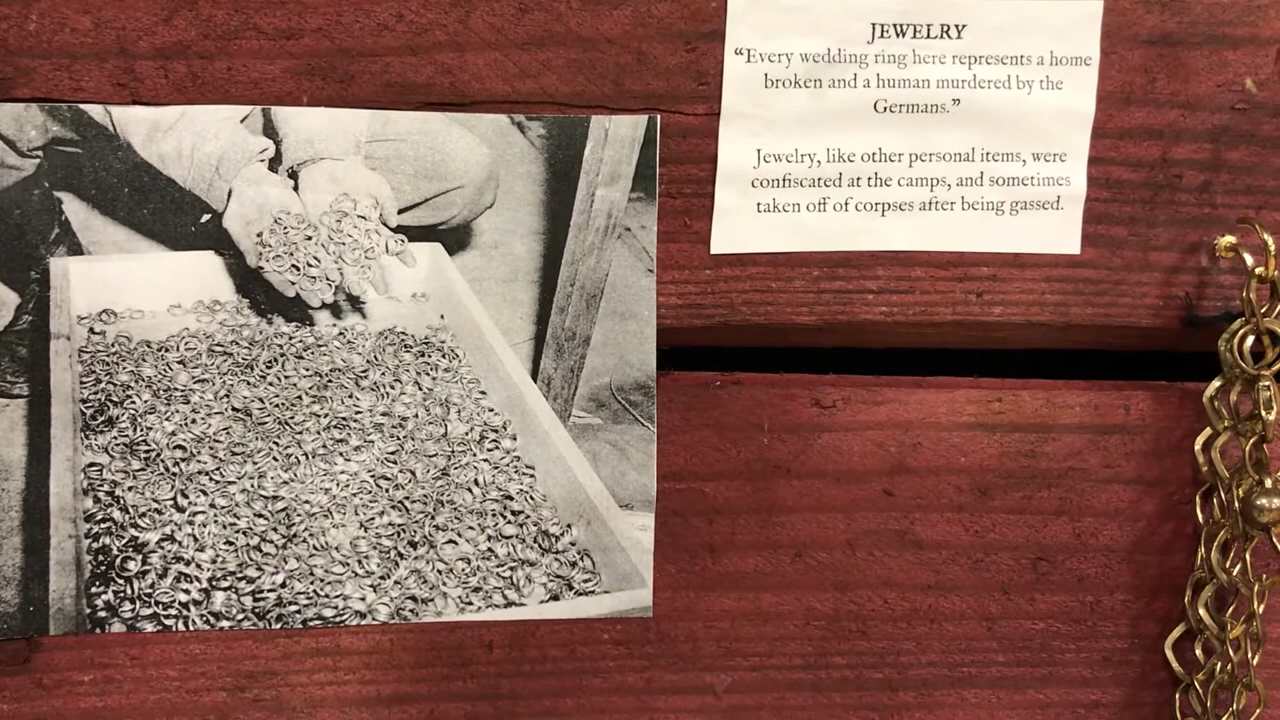 JEWELRY
“Every wedding ring here represents a home
broken and a human murdered by the
Germans.”
Jewelry, like other personal items, were
confiscated at the camps, and sometimes
taken off of corpses after being gassed.